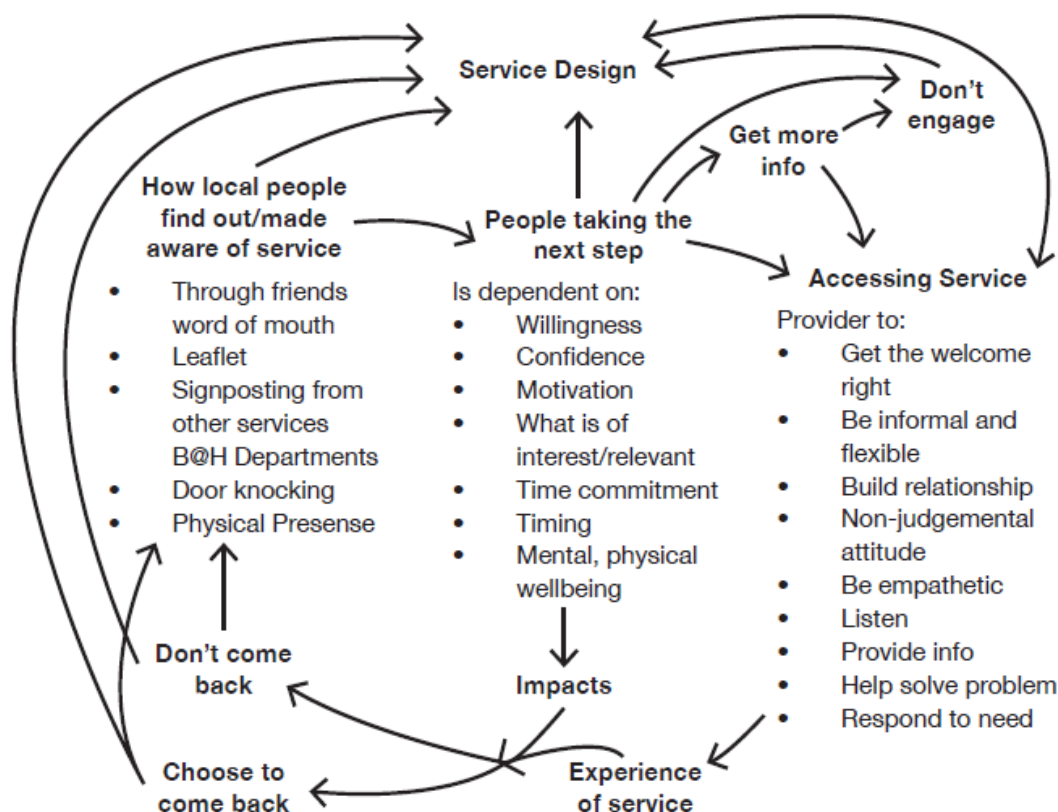 Service Design
Don't
engage
Get more
info
How local people
find out/made
aware of service
• Through friends
word of mouth
• Leaflet
• Signposting from
other services
B@H Departments
• Door knocking
• Physical Presense
People taking the
next step
Is dependent on:
• Willingness
• Confidence
• Motivation
• What is of
interest/relevant
• Time commitment
• Timing
• Mental, physical
wellbeing
Accessing Service
Provider to:
• Get the welcome
right
• Be informal and
flexible
• Build relationship
• Non-judgemental
attitude
• Be empathetic
• Listen
• Provide info
• Help solve problem
• Respond to need
Don't come
back
Impacts
Choose to
come back
Experience
of service